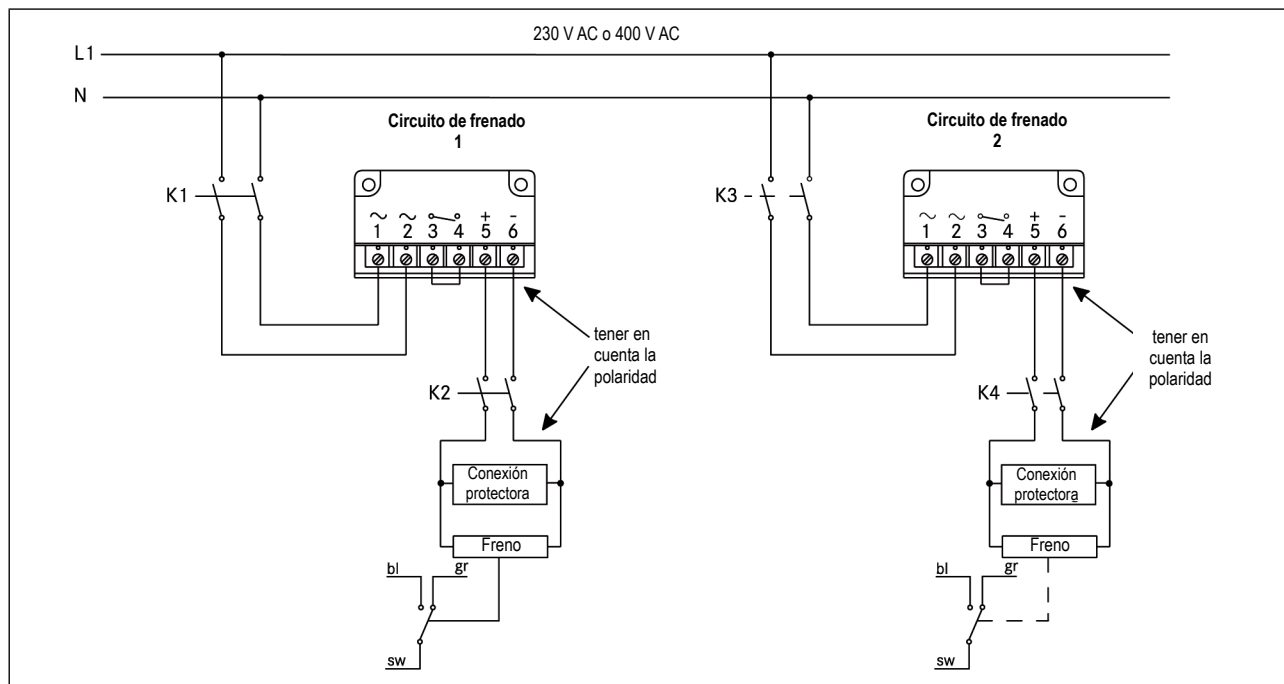 230 V AC o 400 V AC
L1
N
Circuito de frenado
1
Circuito de frenado
2
K1
K3
~ ~ + -
1 2 3 4 5 6
~ ~ + -
1 2 3 4 5 6
tener en
cuenta la
polaridad
tener en
cuenta la
polaridad
K2
K4
Conexión
protectora
Conexión
protectora
Freno
Freno
bl
gr
bl
gr
sw
sw